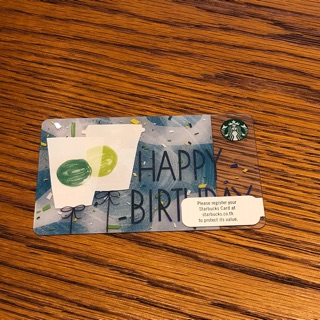 HAPPY
BIRTHDAY
Please register your
Starbucks Card at
starbucks.co.th
to protect its value.